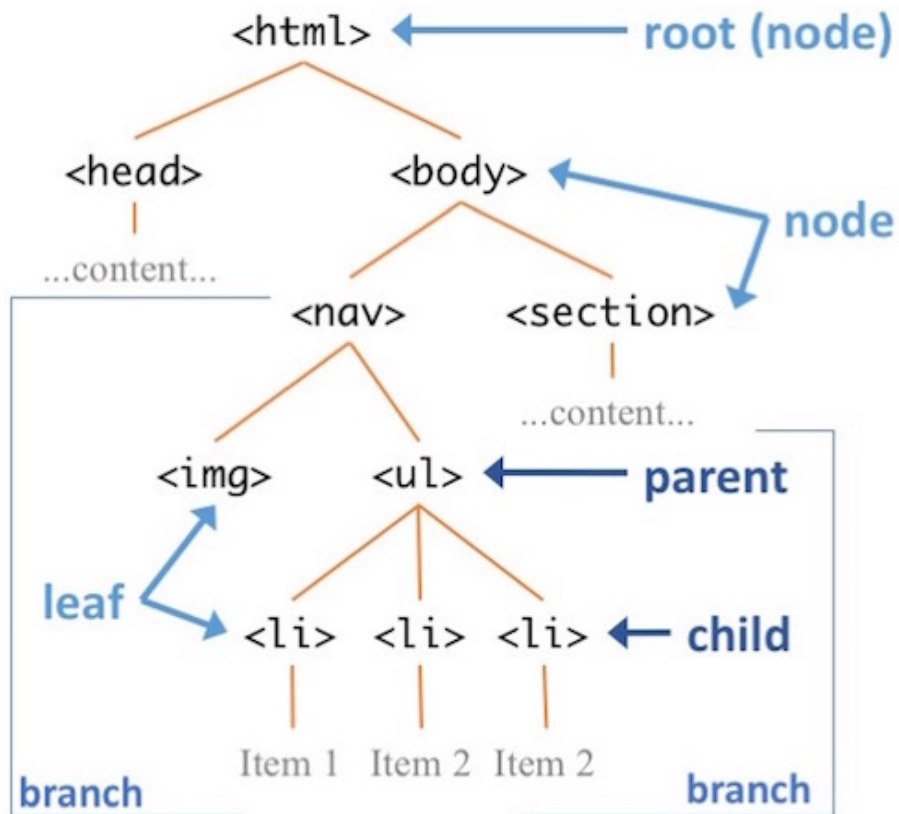 <html> root (node)
<head> <body>
node
...content...
<nav> <section>
...content...
<img> <ul> parent
leaf
<li> <li> <li> child
Item 1 Item 2 Item 2
branch branch